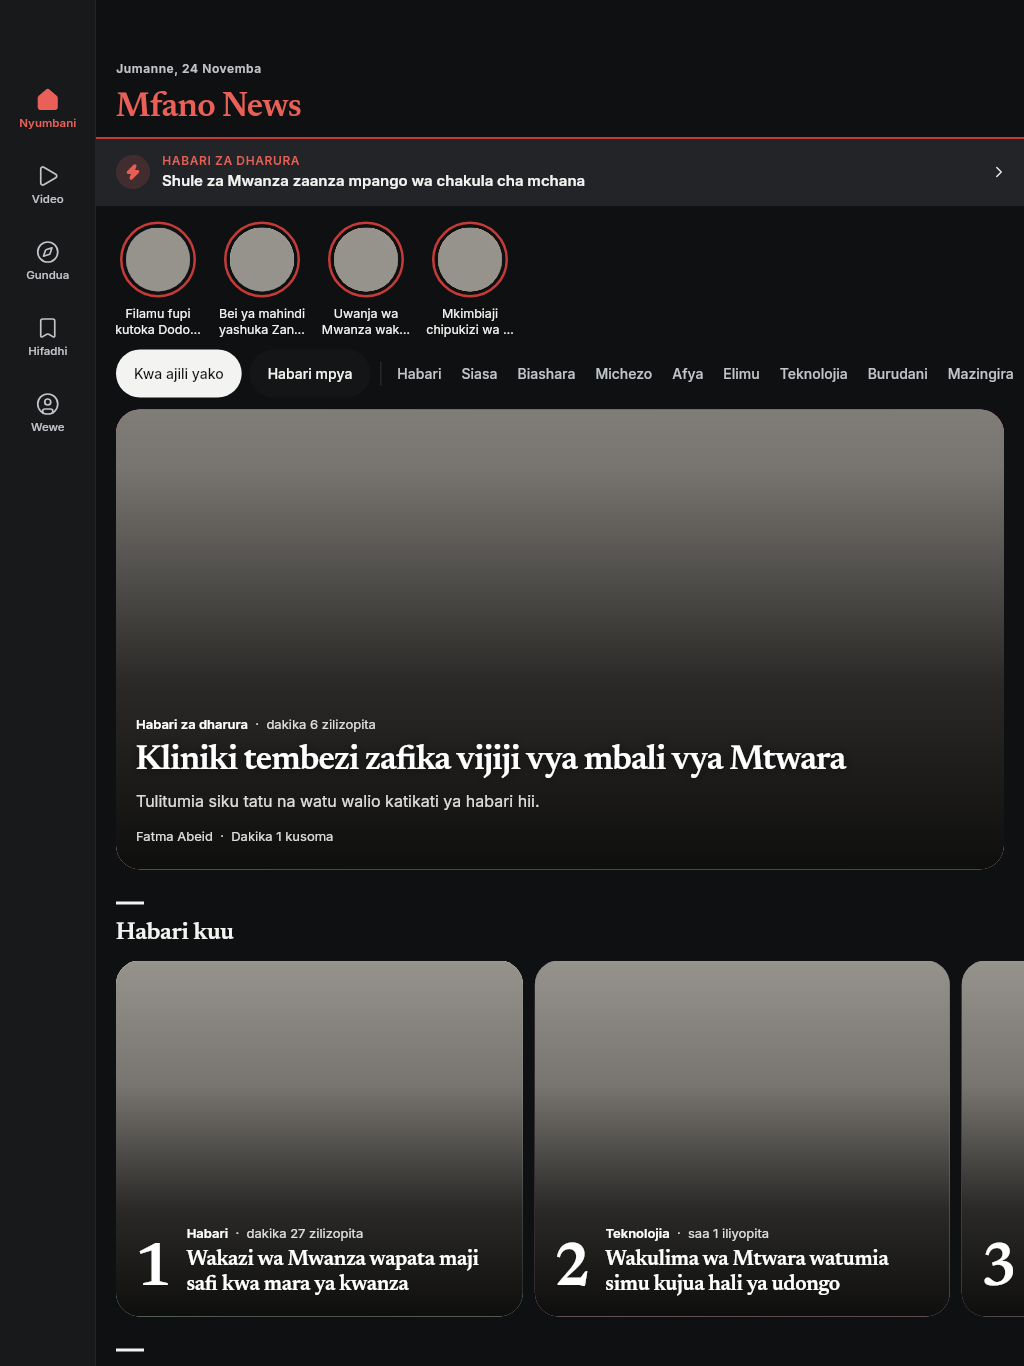 Jumanne, 24 Novemba
Mfano News
Nyumbani
Video
Gundua
Hifadhi
Wewe
HABARI ZA DHARURA
Shule za Mwanza zaanza mpango wa chakula cha mchana
Filamu fupi
kutoka Dodo...
Bei ya mahindi
yashuka Zan...
Uwanja wa
Mwanza wak...
Mkimbiaji
chipukizi wa ...
Kwa ajili yako
Habari mpya
Habari
Siasa
Biashara
Michezo
Afya
Elimu
Teknolojia
Burudani
Mazingira
Habari za dharura · dakika 6 zilizopita
Kliniki tembezi zafika vijiji vya mbali vya Mtwara
Tulitumia siku tatu na watu walio katikati ya habari hii.
Fatma Abeid · Dakika 1 kusoma
Habari kuu
1
Habari · dakika 27 zilizopita
Wakazi wa Mwanza wapata maji
safi kwa mara ya kwanza
2
Teknolojia · saa 1 iliyopita
Wakulima wa Mtwara watumia
simu kujua hali ya udongo
3